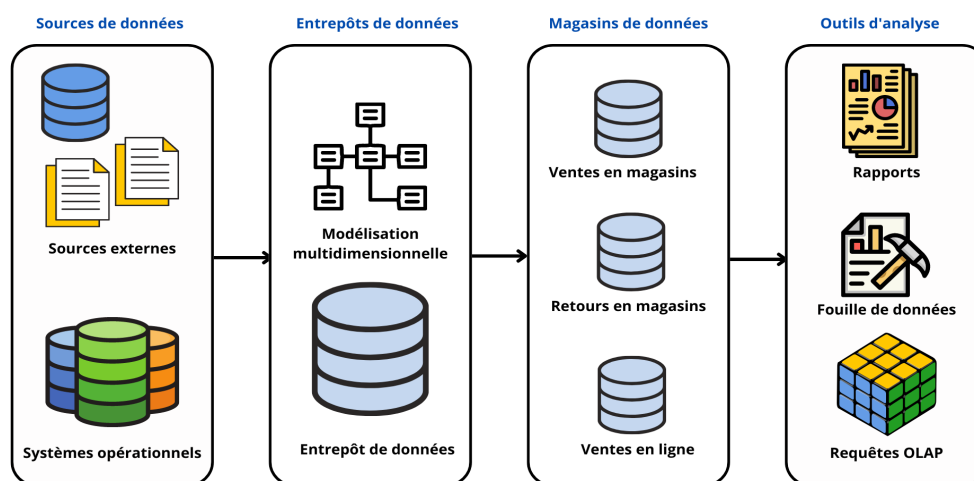 Sources de données
Entrepôts de données
Magasins de données
Outils d'analyse
Sources externes
Systèmes opérationnels
Modélisation
multidimensionnelle
Entrepôt de données
Ventes en magasins
Retours en magasins
Ventes en ligne
Rapports
Fouille de données
Requêtes OLAP